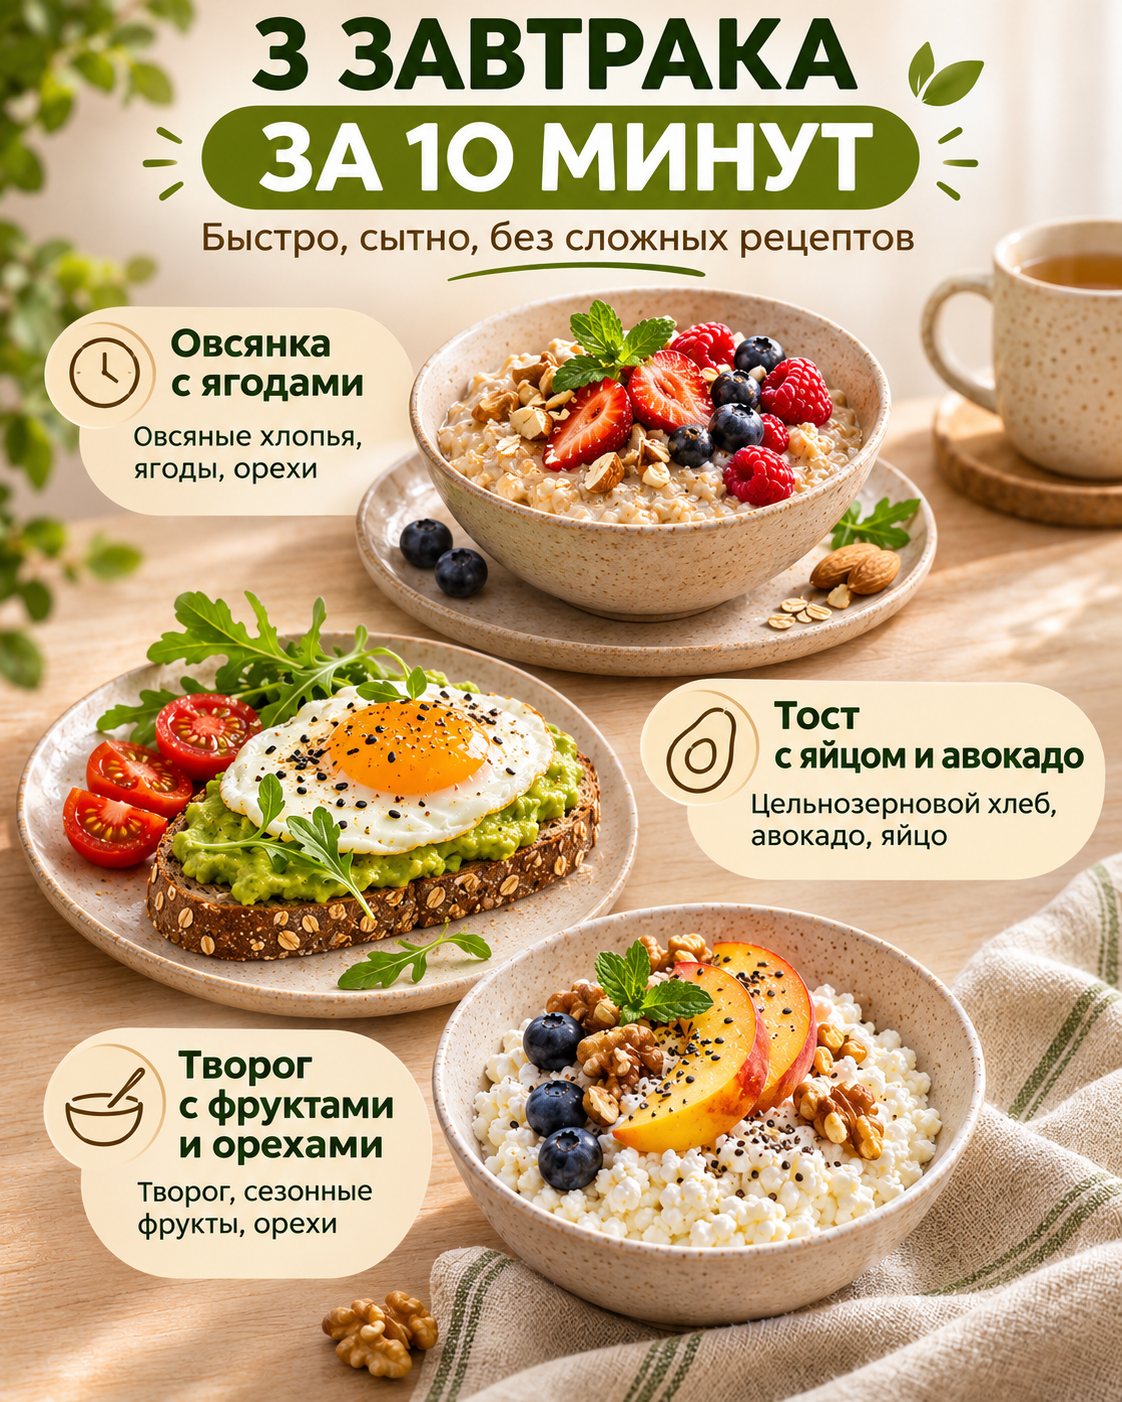 3 ЗАВТРАКА
ЗА 10 МИНУТ
Быстро, сытно, без сложных рецептов
Овсянка
с ягодами
Овсяные хлопья,
ягоды, орехи
Тост
с яйцом и авокадо
Цельнозерновой хлеб,
авокадо, яйцо
Творог
с фруктами
и орехами
Творог, сезонные
фрукты, орехи